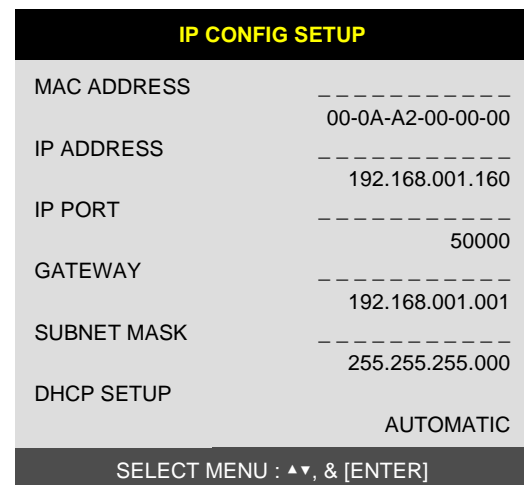 IP CONFIG SETUP
MAC ADDRESS _ _ _ _ _ _ _ _ _ _ _
00-0A-A2-00-00-00
IP ADDRESS _ _ _ _ _ _ _ _ _ _ _
192.168.001.160
IP PORT _ _ _ _ _ _ _ _ _ _ _
50000
GATEWAY _ _ _ _ _ _ _ _ _ _ _
192.168.001.001
SUBNET MASK _ _ _ _ _ _ _ _ _ _ _
255.255.255.000
DHCP SETUP
AUTOMATIC
SELECT MENU : ▲▼, & [ENTER]